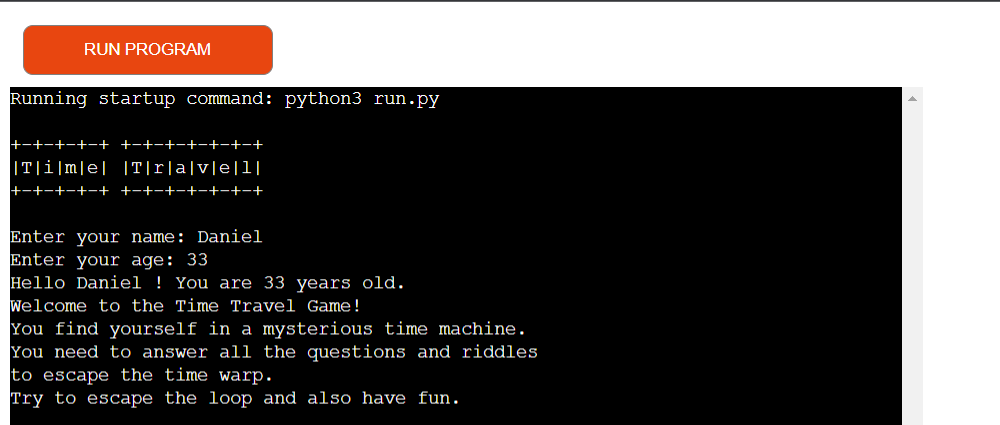 RUN PROGRAM
Running startup command: python3 run.py
+-+-+-+-+ +-+-+-+-+-+-+
|T|i|m|e| |T|r|a|v|e|l|
+-+-+-+-+ +-+-+-+-+-+-+
Enter your name: Daniel
Enter your age: 33
Hello Daniel ! You are 33 years old.
Welcome to the Time Travel Game!
You find yourself in a mysterious time machine.
You need to answer all the questions and riddles
to escape the time warp.
Try to escape the loop and also have fun.